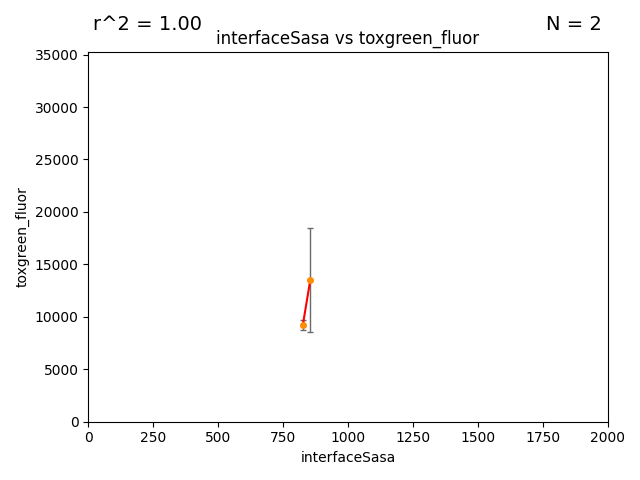 r^2 = 1.00
N = 2
interfaceSasa vs toxgreen_fluor
35000
30000
25000
20000
15000
10000
5000
0
toxgreen_fluor
0 250 500 750 1000 1250 1500 1750 2000
interfaceSasa